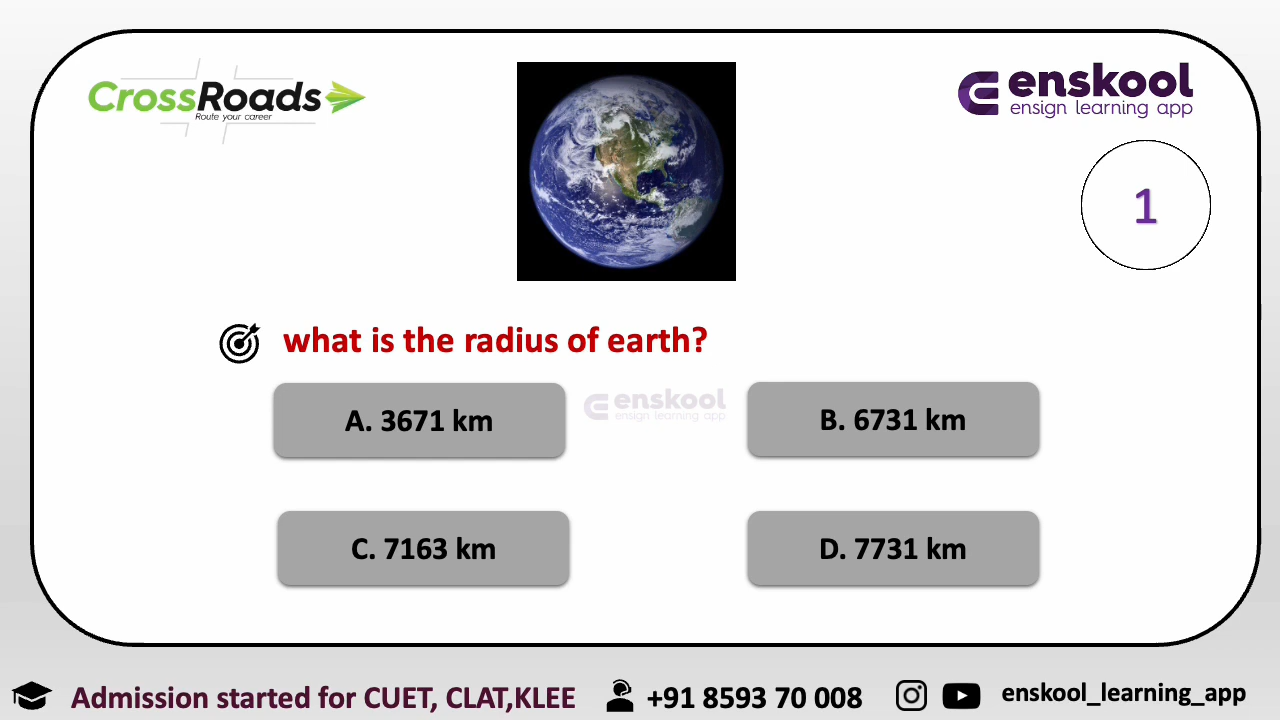 CrossRoads
Route your career
enskool
ensign learning app
1
what is the radius of earth?
A. 3671 km
enskool
ensign learning app
B. 6731 km
C. 7163 km
D. 7731 km
Admission started for CUET, CLAT,KLEE
+91 8593 70 008
enskool_learning_app